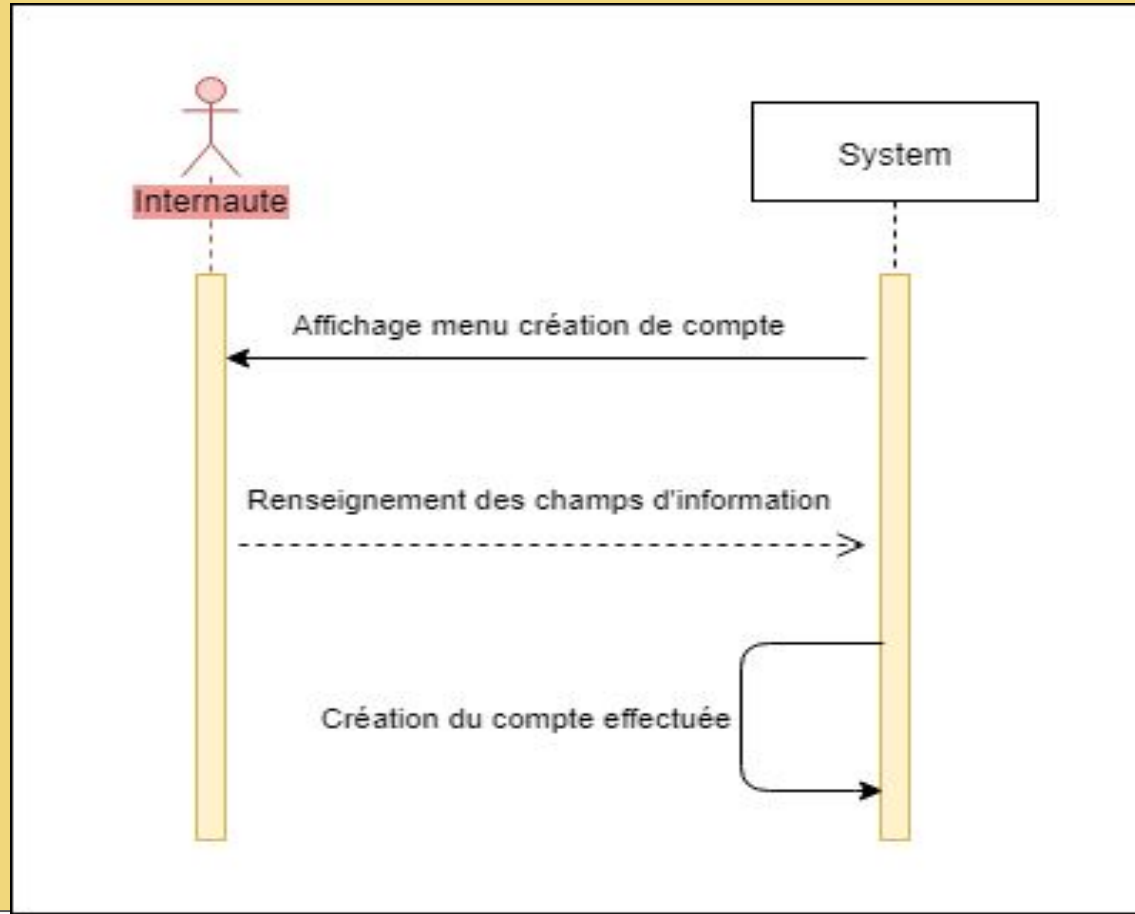 Internaute
System
Affichage menu création de compte
Renseignement des champs d'information
Création du compte effectuée